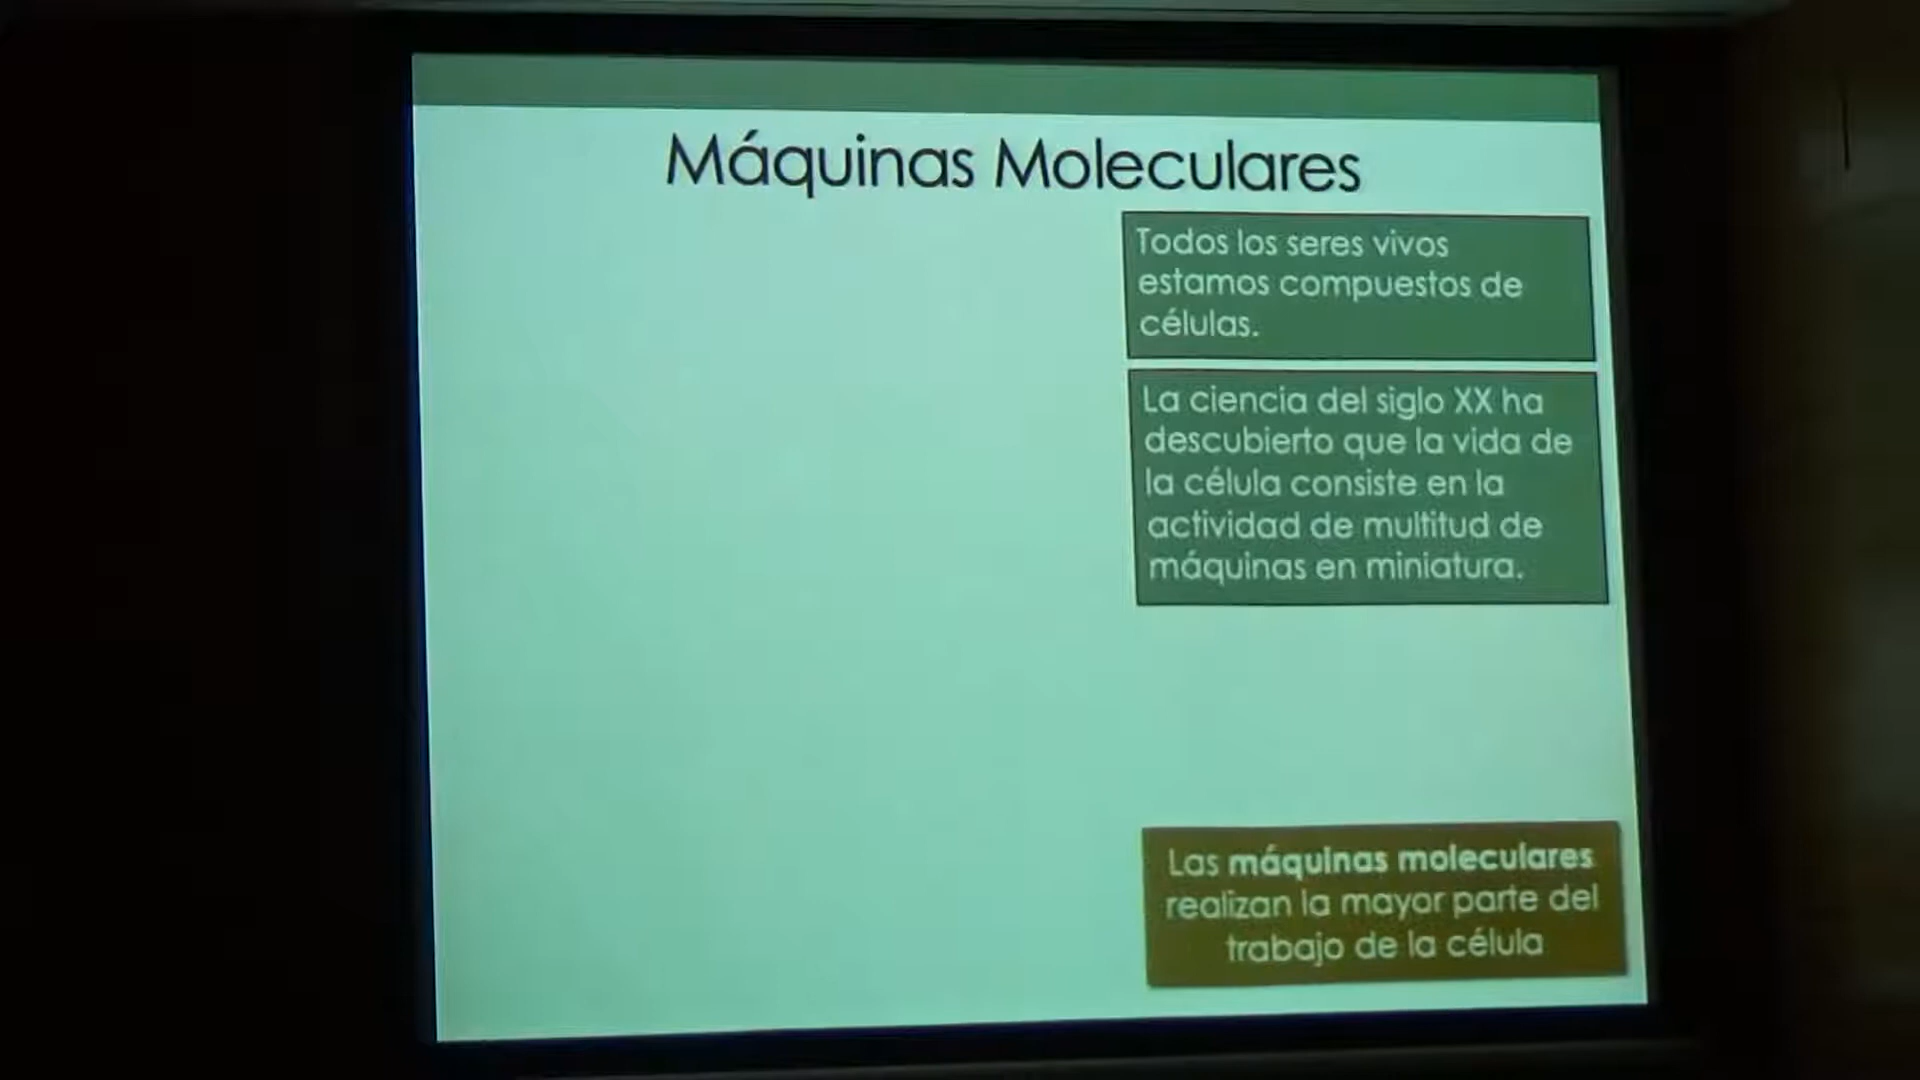 Máquinas Moleculares
Todos los seres vivos
estamos compuestos de
células.
La ciencia del siglo XX ha
descubierto que la vida de
la célula consiste en la
actividad de multitud de
máquinas en miniatura.
Las máquinas moleculares
realizan la mayor parte del
trabajo de la célula